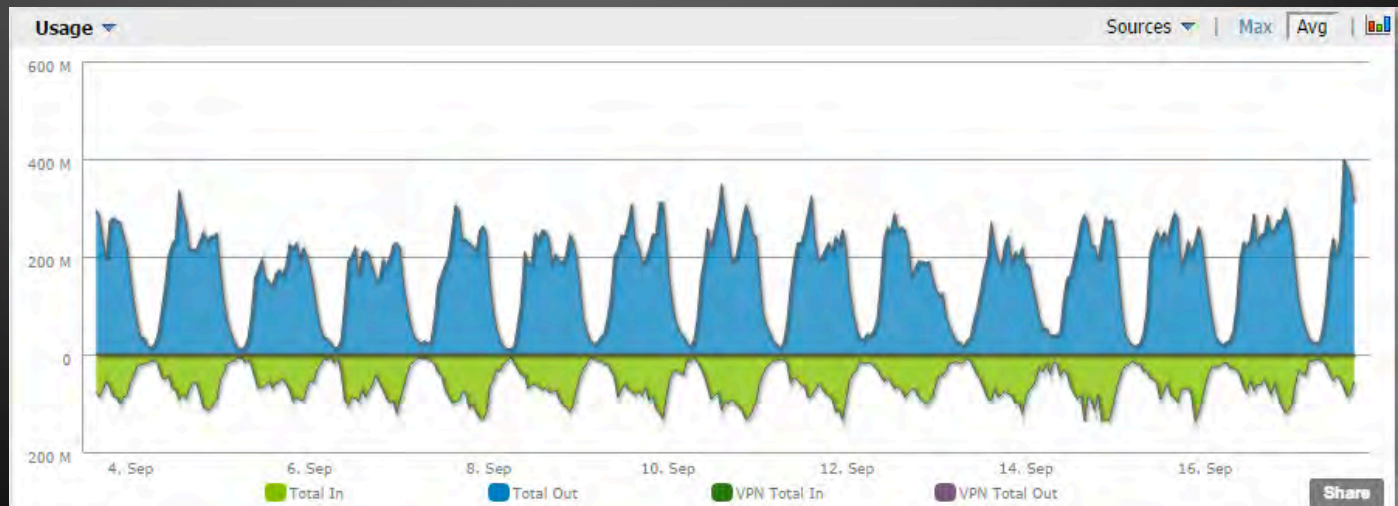 Usage
Sources | Max Avg |
600 M
400 M
200 M
0
200 M
4. Sep 6. Sep 8. Sep 10. Sep 12. Sep 14. Sep 16. Sep
Total In Total Out VPN Total In VPN Total Out
Share